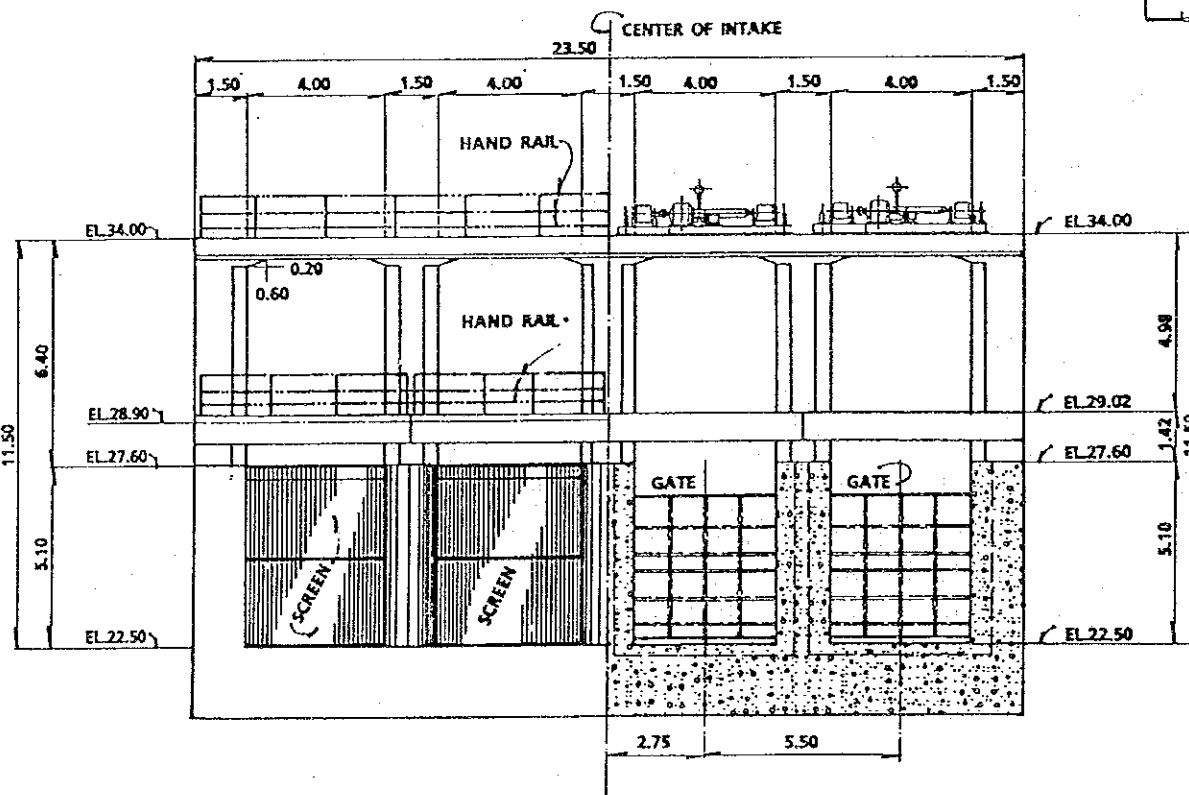 CENTER OF INTAKE
23.50
1.50 4.00 1.50 4.00 1.50 4.00 1.50 4.00 1.50
HAND RAIL
EL.34.00 EL.34.00
0.20
0.60
HAND RAIL
6.40 4.98
EL.28.90 EL.29.02
11.50 1.42 11.50
EL.27.60 EL.27.60
GATE GATE
5.10 SCREEN SCREEN 5.10
EL.22.50 EL.22.50
2.75 5.50